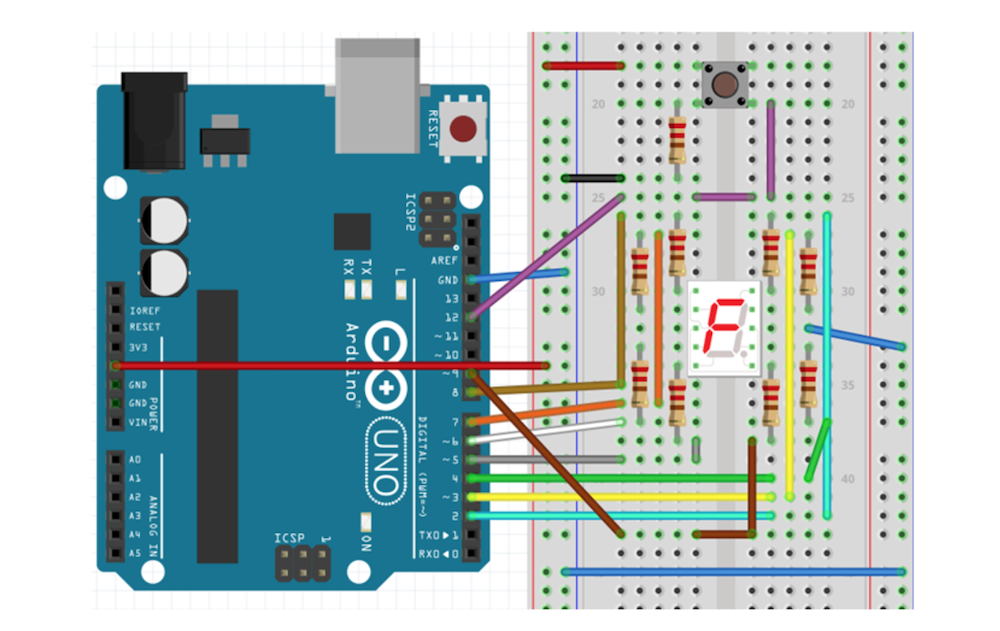 RESET
ICSP2
AREF
GND
13
12
~11
~10
~9
8
7
~6
~5
4
~3
2
TX0▶1
RX0◀0
RX
TX
L
Arduino™
UNO
DIGITAL (PWM=~)
IOREF
RESET
3V3
GND
GND
VIN
POWER
A0
A1
A2
A3
A4
A5
ANALOG IN
ICSP
1
ON
20
20
25
25
30
30
35
35
40